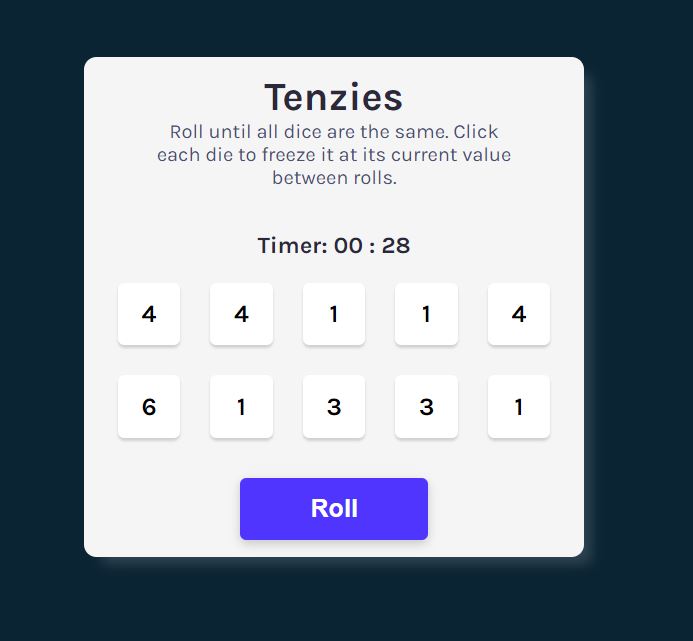 Tenzies
Roll until all dice are the same. Click
each die to freeze it at its current value
between rolls.
Timer: 00 : 28
4 4 1 1 4
6 1 3 3 1
Roll